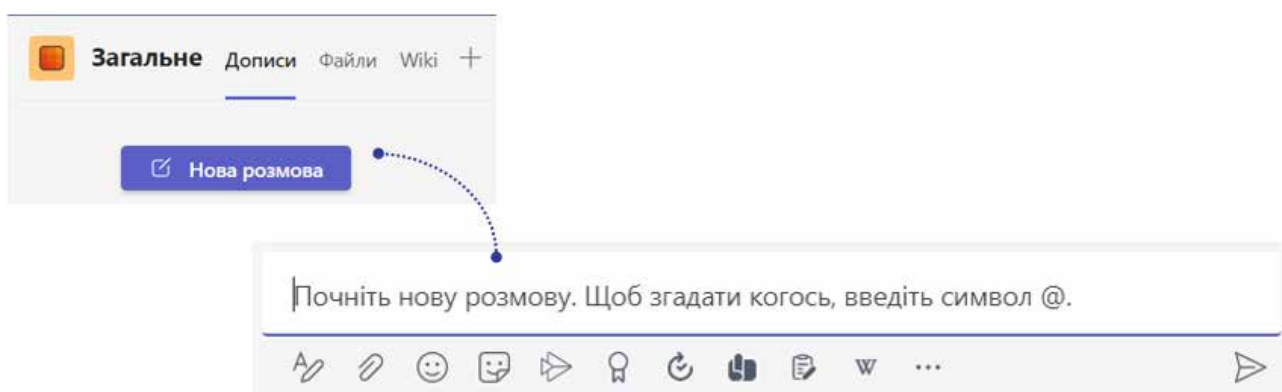 Загальне Дописи Файли Wiki +
Нова розмова
Почніть нову розмову. Щоб згадати когось, введіть символ @.
W